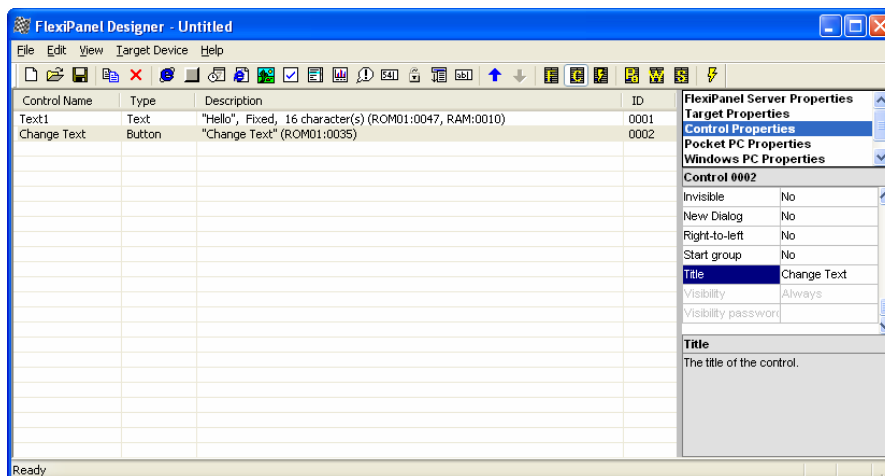 FlexiPanel Designer - Untitled
File Edit View Target Device Help
Control Name Type Description ID
Text1 Text "Hello", Fixed, 16 character(s) (ROM01:0047, RAM:0010) 0001
Change Text Button "Change Text" (ROM01:0035) 0002
FlexiPanel Server Properties
Target Properties
Control Properties
Pocket PC Properties
Windows PC Properties
Control 0002
Invisible No
New Dialog No
Right-to-left No
Start group No
Title Change Text
Visibility Always
Visibility password
Title
The title of the control.
Ready